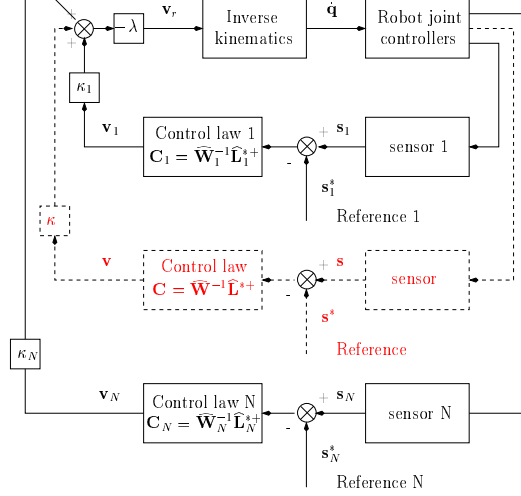 v_r
q̇
Inverse
kinematics
Robot joint
controllers
+
+
− λ
κ_1
v_1
Control law 1
C_1 = Ŵ_1^{-1} L̂_1^{*+}
+
s_1
sensor 1
-
s_1^*
Reference 1
κ
v
Control law
C = Ŵ^{-1} L̂^{*+}
+
s
sensor
-
s^*
Reference
κ_N
v_N
Control law N
C_N = Ŵ_N^{-1} L̂_N^{*+}
+
s_N
sensor N
-
s_N^*
Reference N